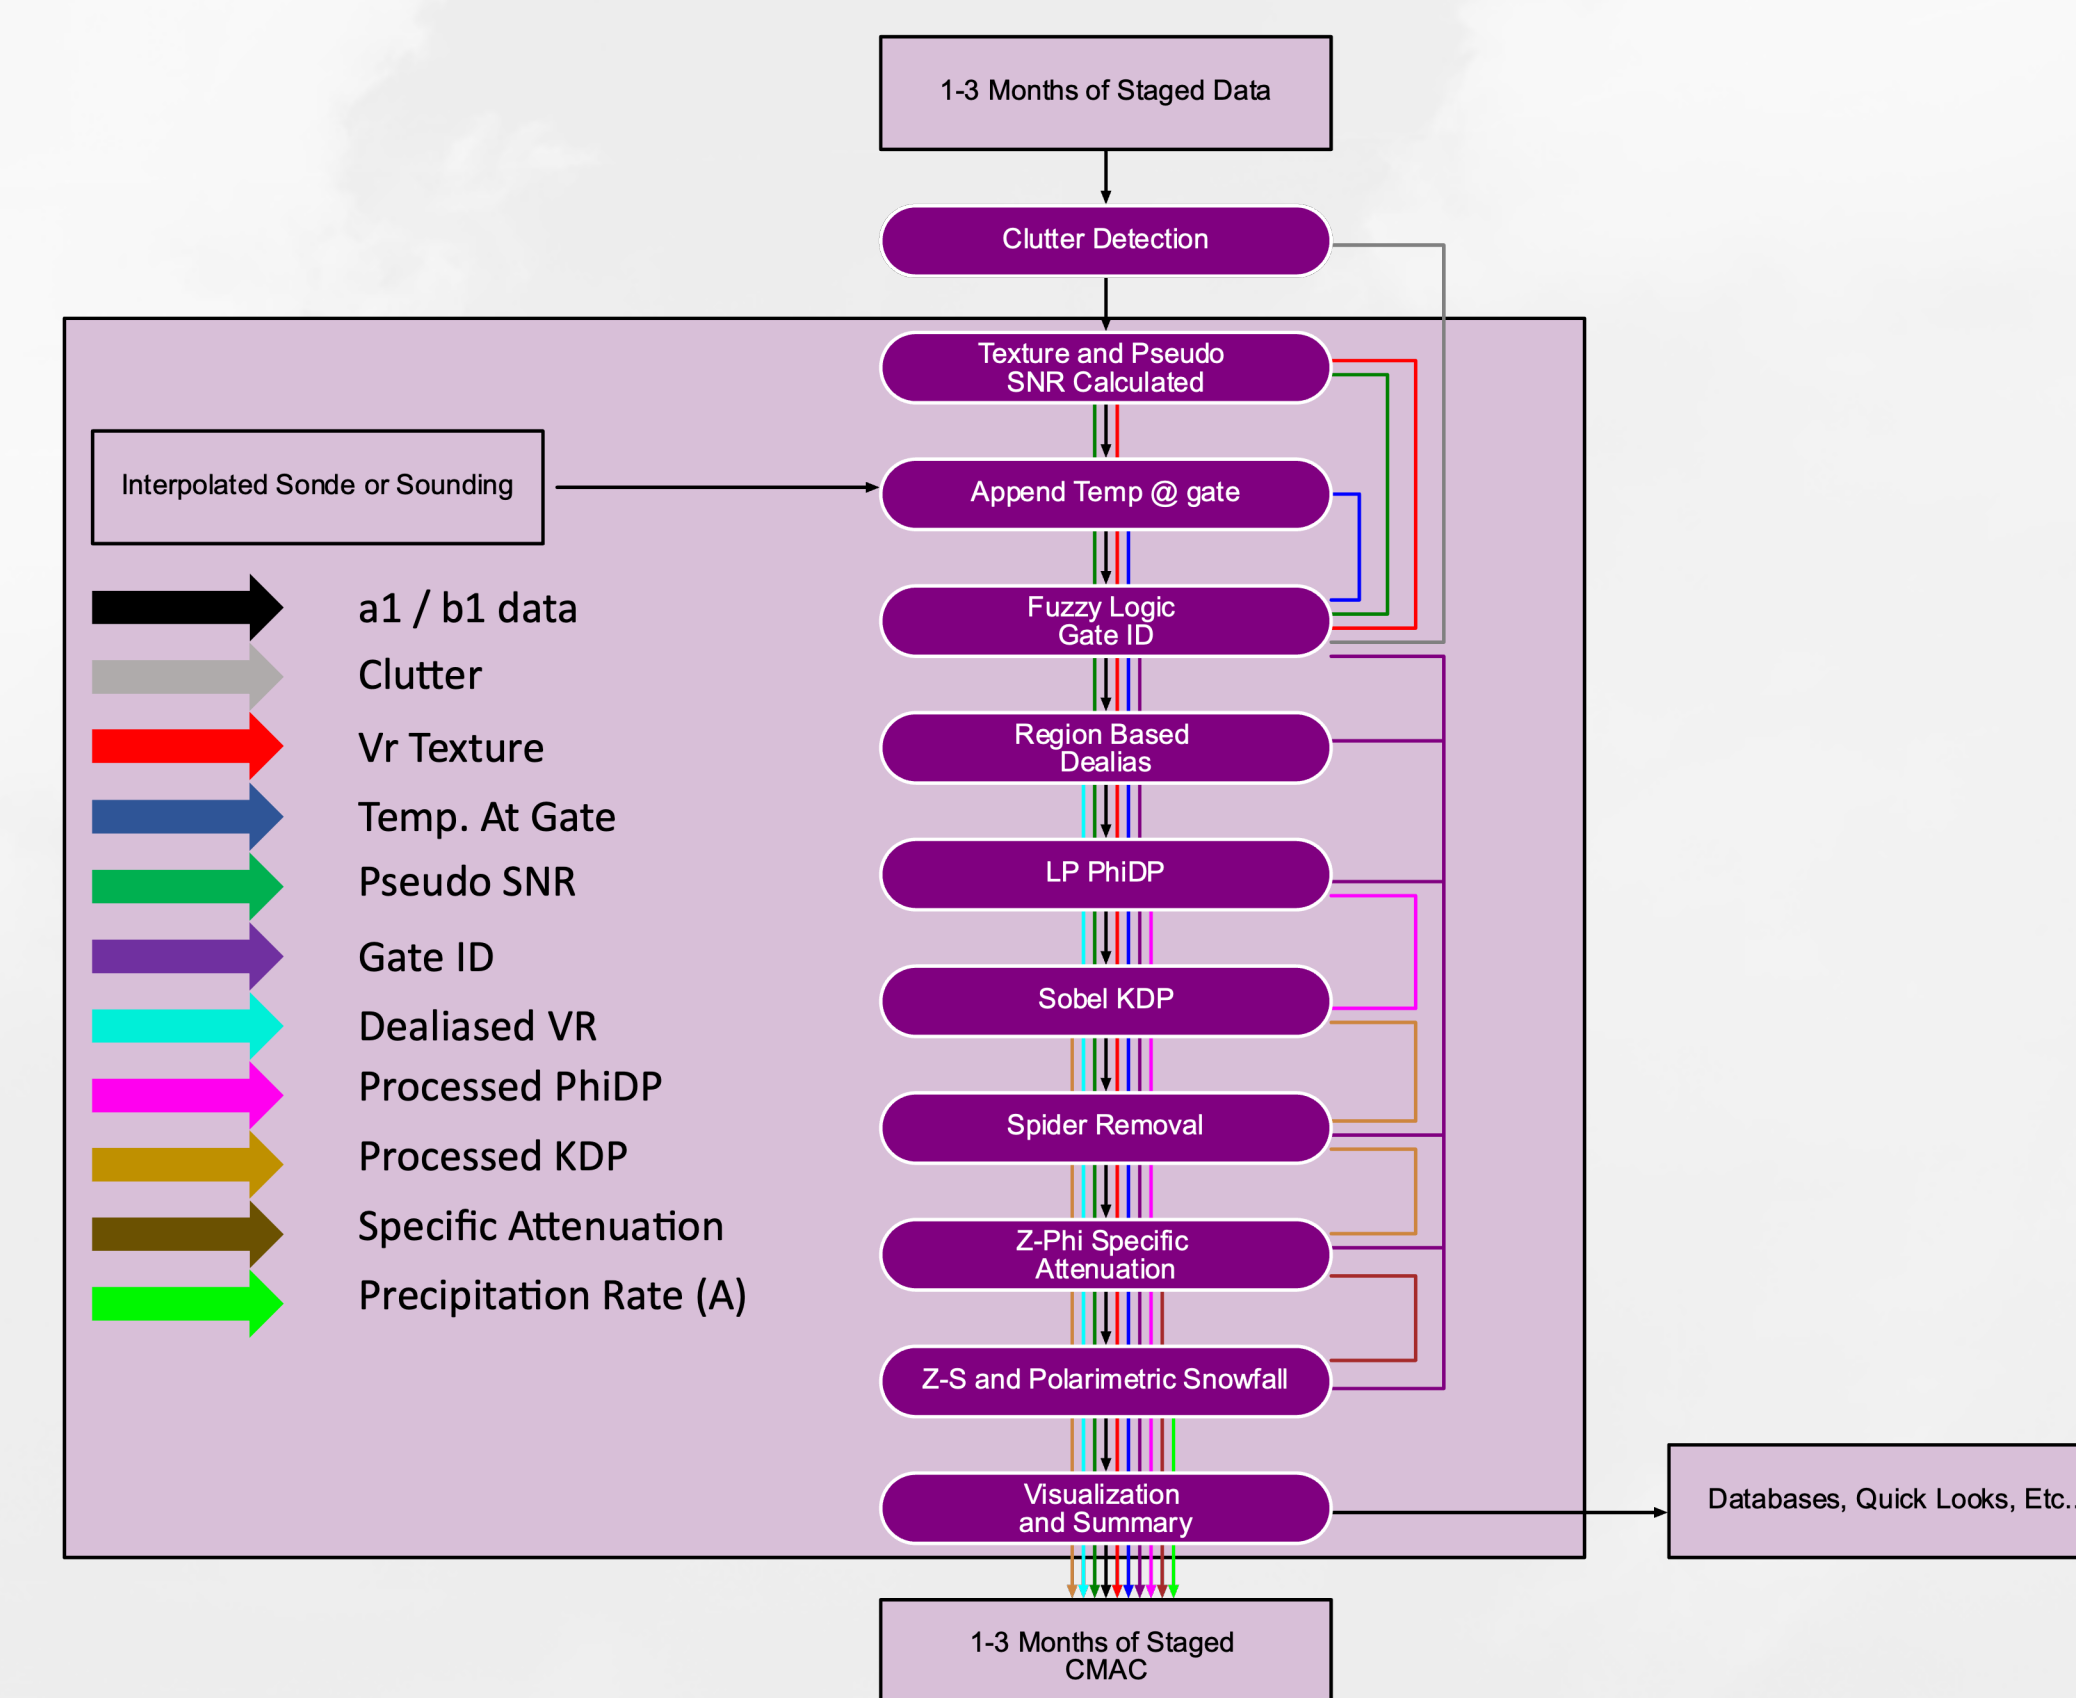 1-3 Months of Staged Data
Clutter Detection
Texture and Pseudo
SNR Calculated
Interpolated Sonde or Sounding
Append Temp @ gate
Fuzzy Logic
Gate ID
Region Based
Dealias
LP PhiDP
Sobel KDP
Spider Removal
Z-Phi Specific
Attenuation
Z-S and Polarimetric Snowfall
Visualization
and Summary
a1 / b1 data
Clutter
Vr Texture
Temp. At Gate
Pseudo SNR
Gate ID
Dealiased VR
Processed PhiDP
Processed KDP
Specific Attenuation
Precipitation Rate (A)
Databases, Quick Looks, Etc..
1-3 Months of Staged
CMAC